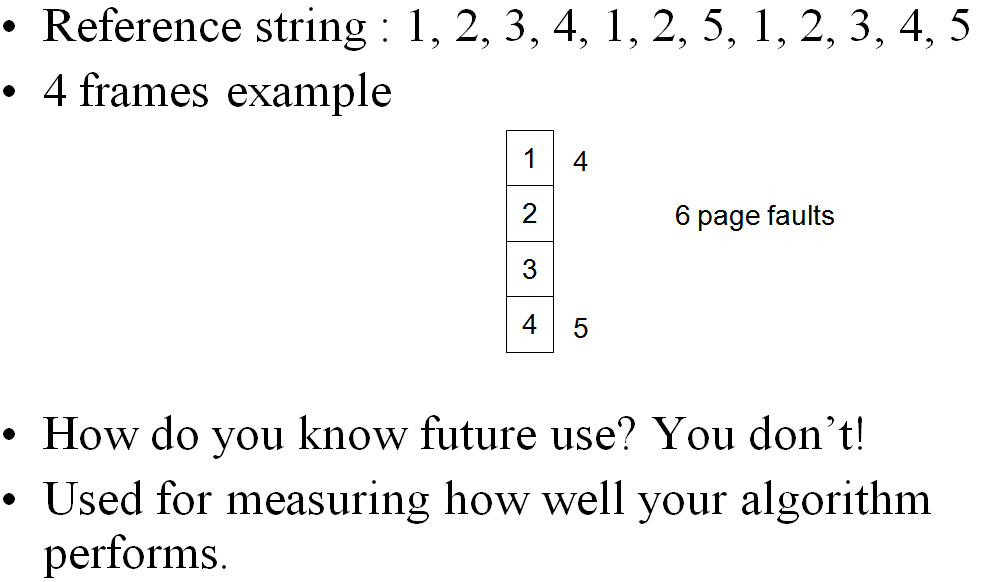 • Reference string : 1, 2, 3, 4, 1, 2, 5, 1, 2, 3, 4, 5
• 4 frames example
1 4
2
6 page faults
3
4 5
• How do you know future use? You don’t!
• Used for measuring how well your algorithm
performs.